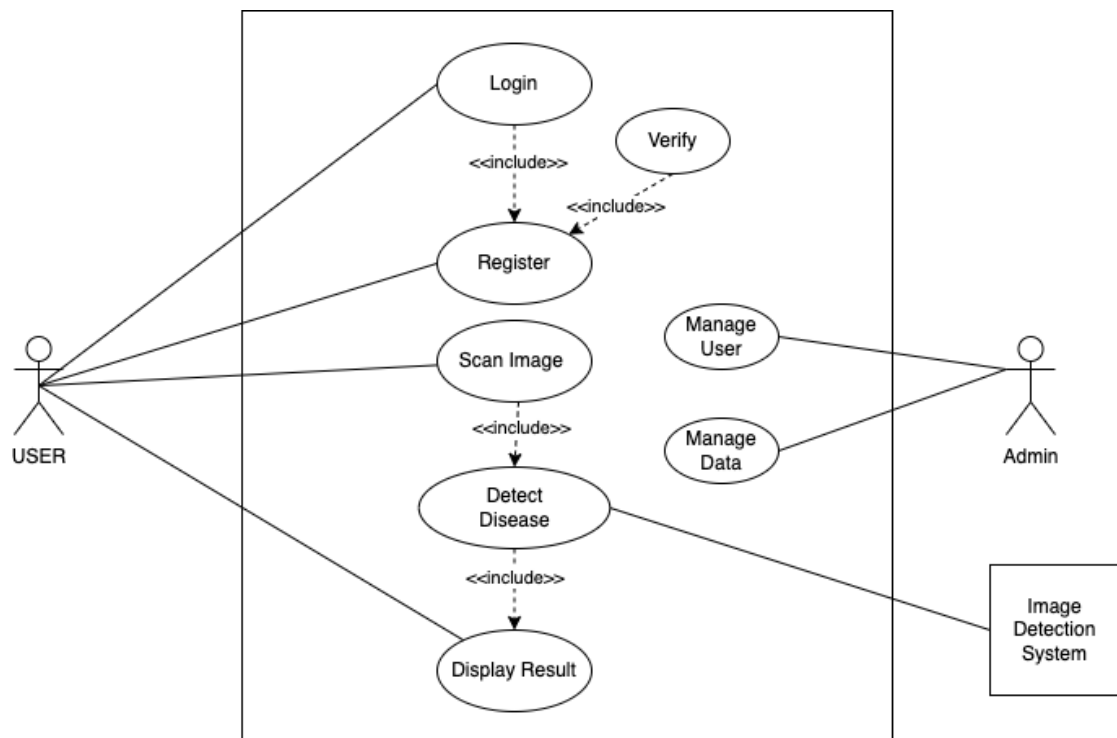 Login
Verify
<<include>>
<<include>>
Register
Manage
User
Scan Image
<<include>>
Manage
Data
USER
Admin
Detect
Disease
<<include>>
Image
Detection
System
Display Result